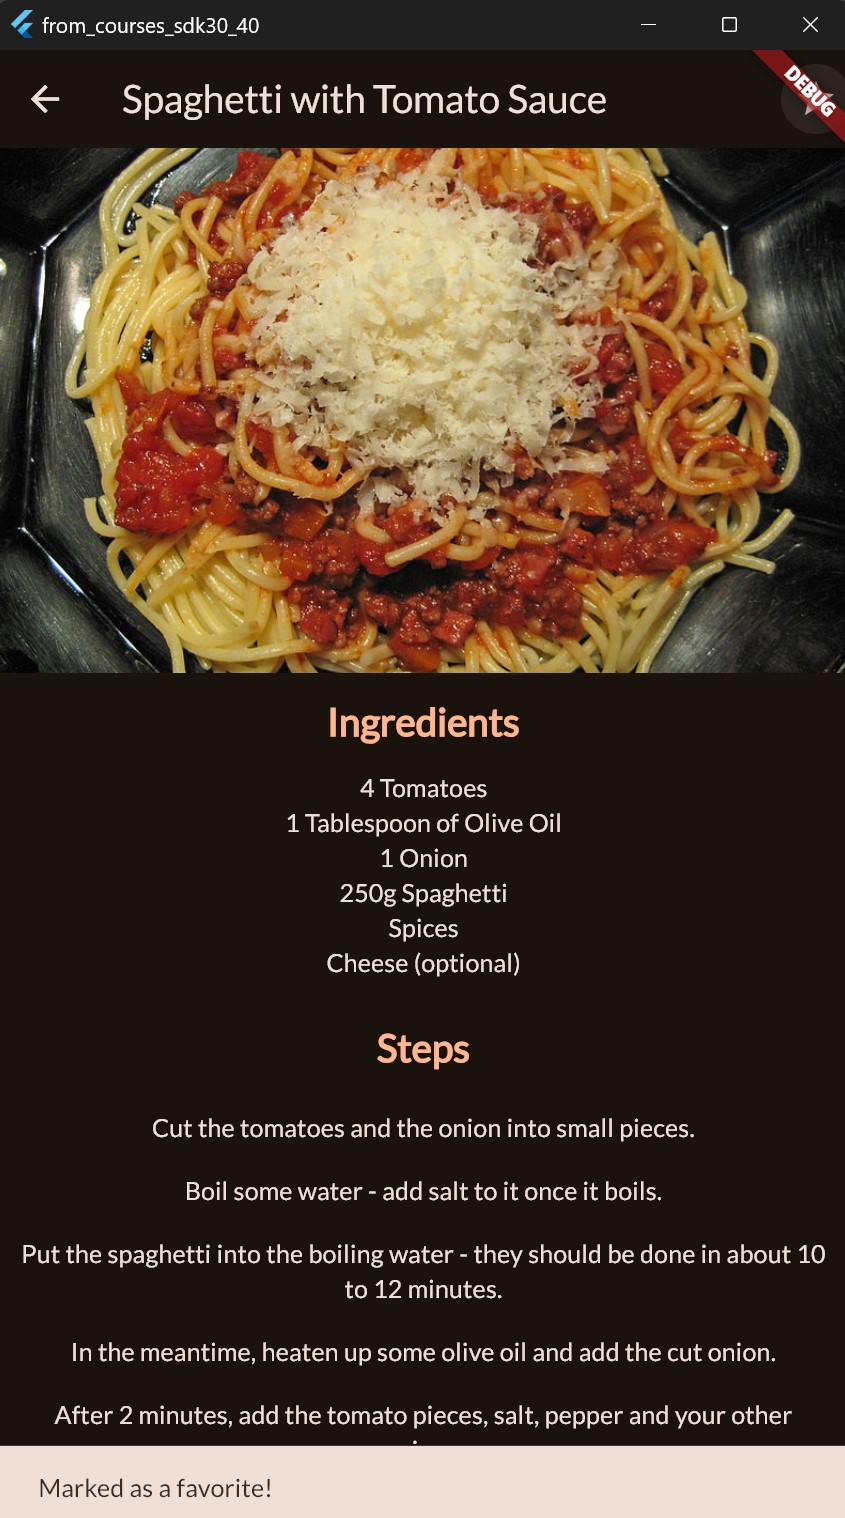 from_courses_sdk30_40
Spaghetti with Tomato Sauce
DEBUG
Ingredients
4 Tomatoes
1 Tablespoon of Olive Oil
1 Onion
250g Spaghetti
Spices
Cheese (optional)
Steps
Cut the tomatoes and the onion into small pieces.
Boil some water - add salt to it once it boils.
Put the spaghetti into the boiling water - they should be done in about 10
to 12 minutes.
In the meantime, heaten up some olive oil and add the cut onion.
After 2 minutes, add the tomato pieces, salt, pepper and your other
Marked as a favorite!